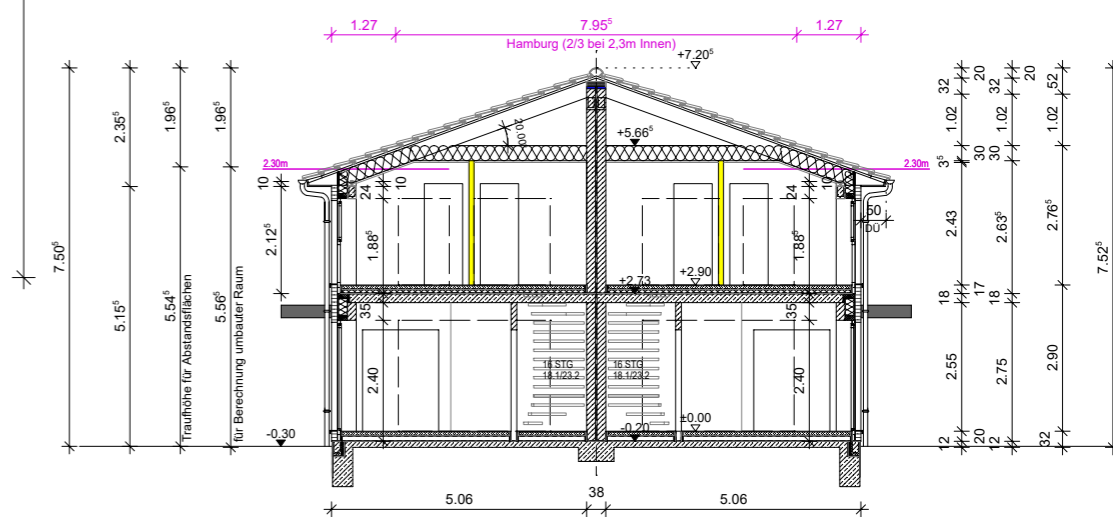 1.27 7.95⁵ 1.27
Hamburg (2/3 bei 2,3m Innen)
+7.20⁵
20 20
32 32 52
2.35⁵ 1.96⁵ 1.96⁵
20.00
+5.66⁵
1.02 1.02 1.02
30 30
3⁵
2.30m 2.30m
10 24 10 24 10
50
DÜ
7.50⁵ 2.12⁵ 1.88⁵ 1.88⁵ 2.43 2.63⁵ 2.76⁵ 7.52⁵
+2.73 +2.90
17
18 18
35 35
5.15⁵ 5.54⁵ 5.56⁵
Traufhöhe für Abstandsflächen
für Berechnung umbauter Raum
16 STG 16 STG
18.1/23.2 18.1/23.2
2.40 2.40 2.55 2.75 2.90
-0.30 -0.20 ±0.00
12 20 12 32
5.06 38 5.06